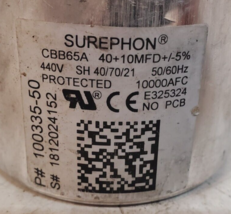 SUREPHON®
CBB65A 40+10MFD+/-5%
440V SH 40/70/21 50/60Hz
PROTECTED 10000AFC
E325324
NO PCB
P# 100335-50
S# 1812024152